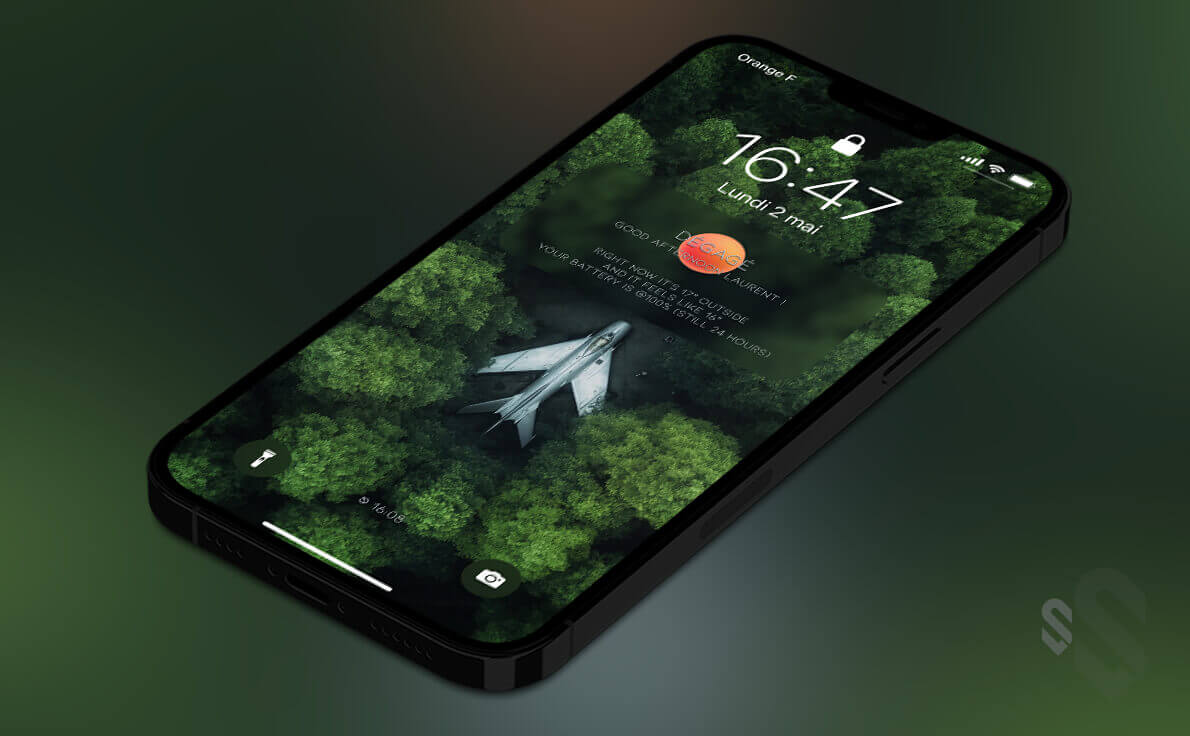 Orange F
16:47
Lundi 2 mai
DÉGAGÉ
GOOD AFTERNOON LAURENT !
RIGHT NOW IT'S 17° OUTSIDE
AND IT FEELS LIKE 16°
YOUR BATTERY IS @100% (STILL 24 HOURS)
16:08